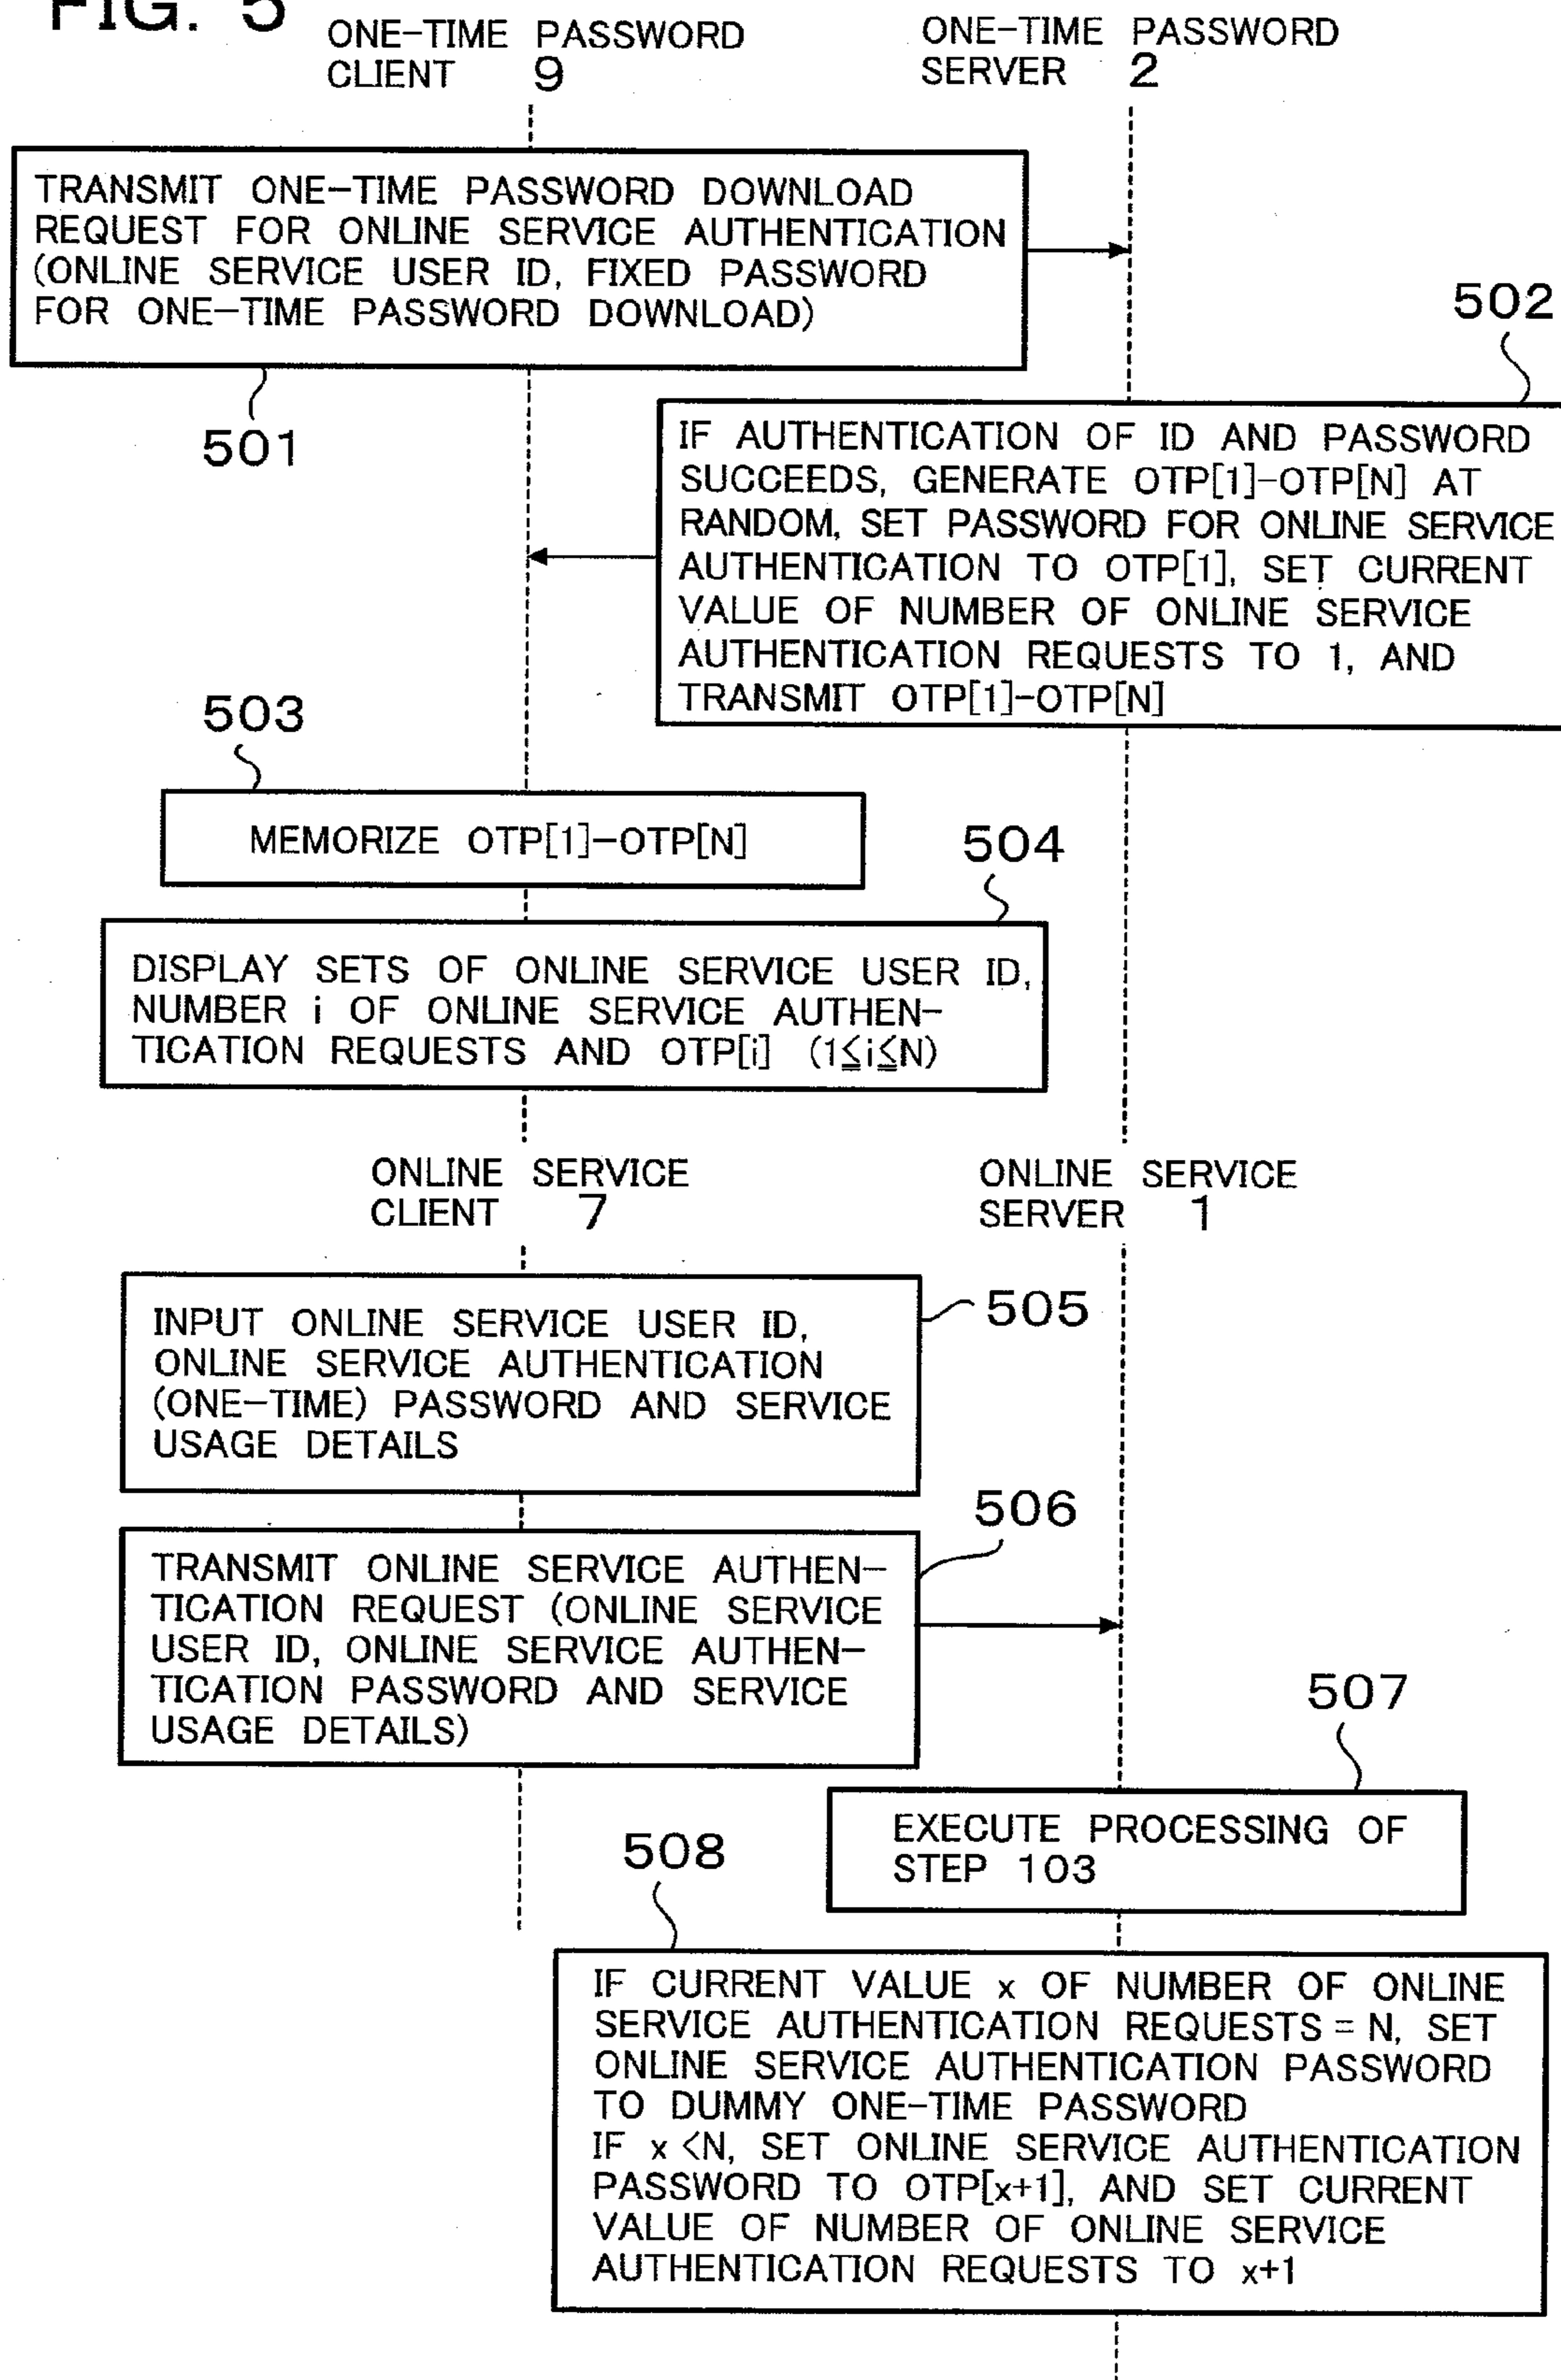 FIG. 5
ONE-TIME PASSWORD
CLIENT 9
ONE-TIME PASSWORD
SERVER 2
TRANSMIT ONE-TIME PASSWORD DOWNLOAD
REQUEST FOR ONLINE SERVICE AUTHENTICATION
(ONLINE SERVICE USER ID, FIXED PASSWORD
FOR ONE-TIME PASSWORD DOWNLOAD)
501
502
IF AUTHENTICATION OF ID AND PASSWORD
SUCCEEDS, GENERATE OTP[1]-OTP[N] AT
RANDOM, SET PASSWORD FOR ONLINE SERVICE
AUTHENTICATION TO OTP[1], SET CURRENT
VALUE OF NUMBER OF ONLINE SERVICE
AUTHENTICATION REQUESTS TO 1, AND
TRANSMIT OTP[1]-OTP[N]
503
MEMORIZE OTP[1]-OTP[N]
504
DISPLAY SETS OF ONLINE SERVICE USER ID,
NUMBER i OF ONLINE SERVICE AUTHEN-
TICATION REQUESTS AND OTP[i] (1≦i≦N)
ONLINE SERVICE
CLIENT 7
ONLINE SERVICE
SERVER 1
INPUT ONLINE SERVICE USER ID,
ONLINE SERVICE AUTHENTICATION
(ONE-TIME) PASSWORD AND SERVICE
USAGE DETAILS
505
506
TRANSMIT ONLINE SERVICE AUTHEN-
TICATION REQUEST (ONLINE SERVICE
USER ID, ONLINE SERVICE AUTHEN-
TICATION PASSWORD AND SERVICE
USAGE DETAILS)
507
EXECUTE PROCESSING OF
STEP 103
508
IF CURRENT VALUE x OF NUMBER OF ONLINE
SERVICE AUTHENTICATION REQUESTS = N, SET
ONLINE SERVICE AUTHENTICATION PASSWORD
TO DUMMY ONE-TIME PASSWORD
IF x <N, SET ONLINE SERVICE AUTHENTICATION
PASSWORD TO OTP[x+1], AND SET CURRENT
VALUE OF NUMBER OF ONLINE SERVICE
AUTHENTICATION REQUESTS TO x+1